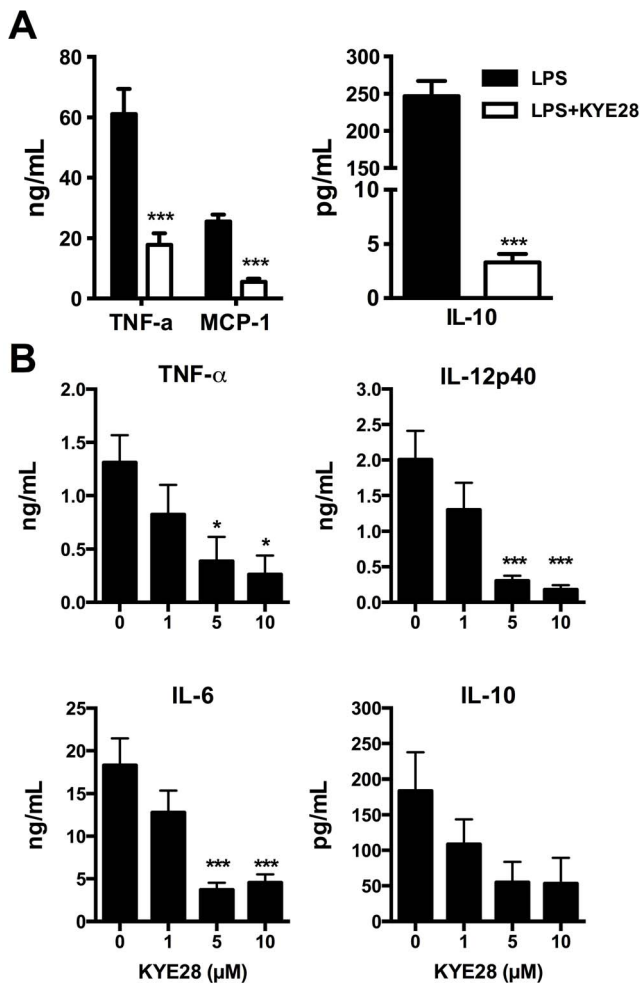 A
ng/mL
80
60
40
20
0
***
***
TNF-a MCP-1
pg/mL
300
250
200
150
10
5
0
***
IL-10
LPS
LPS+KYE28
B
TNF-α
ng/mL
2.0
1.5
1.0
0.5
0.0
* *
0 1 5 10
IL-12p40
ng/mL
3.0
2.5
2.0
1.5
1.0
0.5
0.0
*** ***
0 1 5 10
IL-6
ng/mL
25
20
15
10
5
0
*** ***
0 1 5 10
KYE28 (µM)
IL-10
pg/mL
300
250
200
150
100
50
0
0 1 5 10
KYE28 (µM)